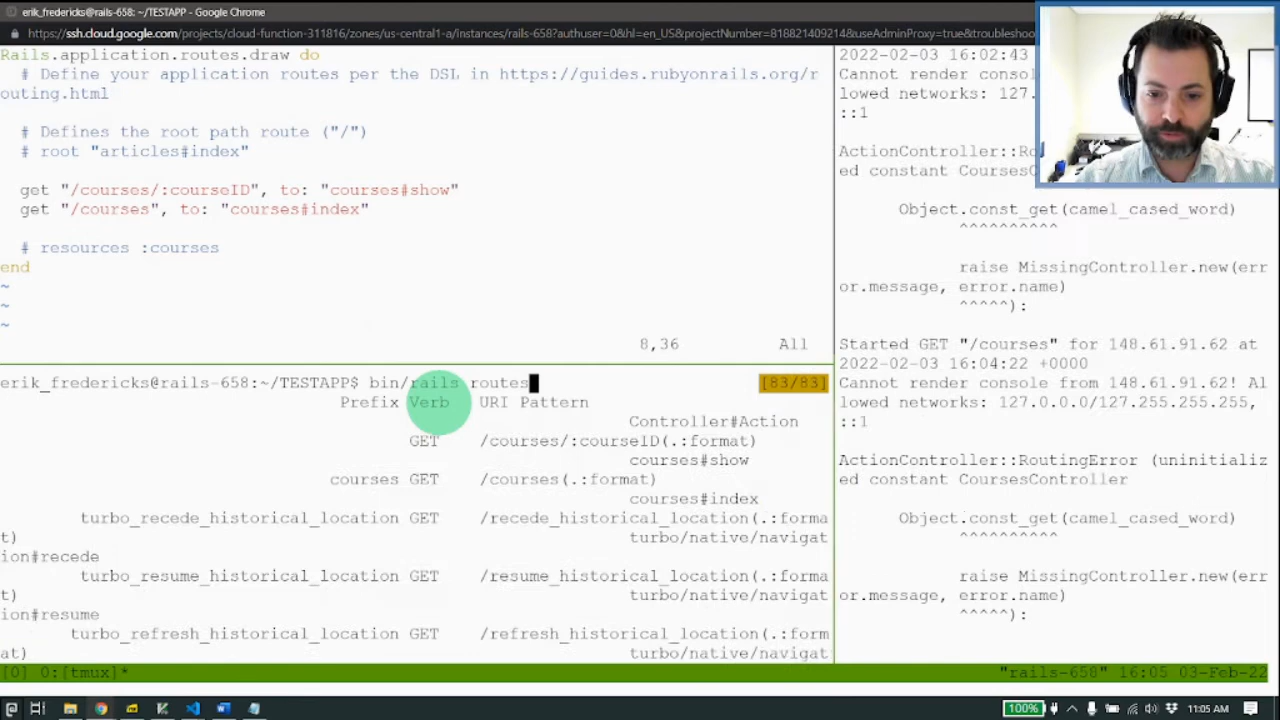 erik_fredericks@rails-658: ~/TESTAPP - Google Chrome
https://ssh.cloud.google.com/projects/cloud-function-311816/zones/us-central1-a/instances/rails-658?authuser=0&hl=en_US&projectNumber=818821409214&useAdminProxy=true&troubleshoo
Rails.application.routes.draw do
# Define your application routes per the DSL in https://guides.rubyonrails.org/r
outing.html
# Defines the root path route ("/")
# root "articles#index"
get "/courses/:courseID", to: "courses#show"
get "/courses", to: "courses#index"
# resources :courses
end
~
~
~
8,36 All
erik_fredericks@rails-658:~/TESTAPP$ bin/rails routes
[83/83]
Prefix Verb URI Pattern
Controller#Action
GET /courses/:courseID(.:format)
courses#show
courses GET /courses(.:format)
courses#index
turbo_recede_historical_location GET /recede_historical_location(.:forma
t) turbo/native/navigat
ion#recede
turbo_resume_historical_location GET /resume_historical_location(.:forma
t) turbo/native/navigat
ion#resume
turbo_refresh_historical_location GET /refresh_historical_location(.:form
at) turbo/native/navigat
2022-02-03 16:02:43
Cannot render conso
lowed networks: 127.
::1
ActionController::Ro
ed constant CoursesC
Object.const_get(camel_cased_word)
^^^^^^^^^^
raise MissingController.new(err
or.message, error.name)
^^^^^):
Started GET "/courses" for 148.61.91.62 at
2022-02-03 16:04:22 +0000
Cannot render console from 148.61.91.62! Al
lowed networks: 127.0.0.0/127.255.255.255,
::1
ActionController::RoutingError (uninitializ
ed constant CoursesController
Object.const_get(camel_cased_word)
^^^^^^^^^^
raise MissingController.new(err
or.message, error.name)
^^^^^):
[0] 0:[tmux]* "rails-658" 16:05 03-Feb-22
100% 11:05 AM